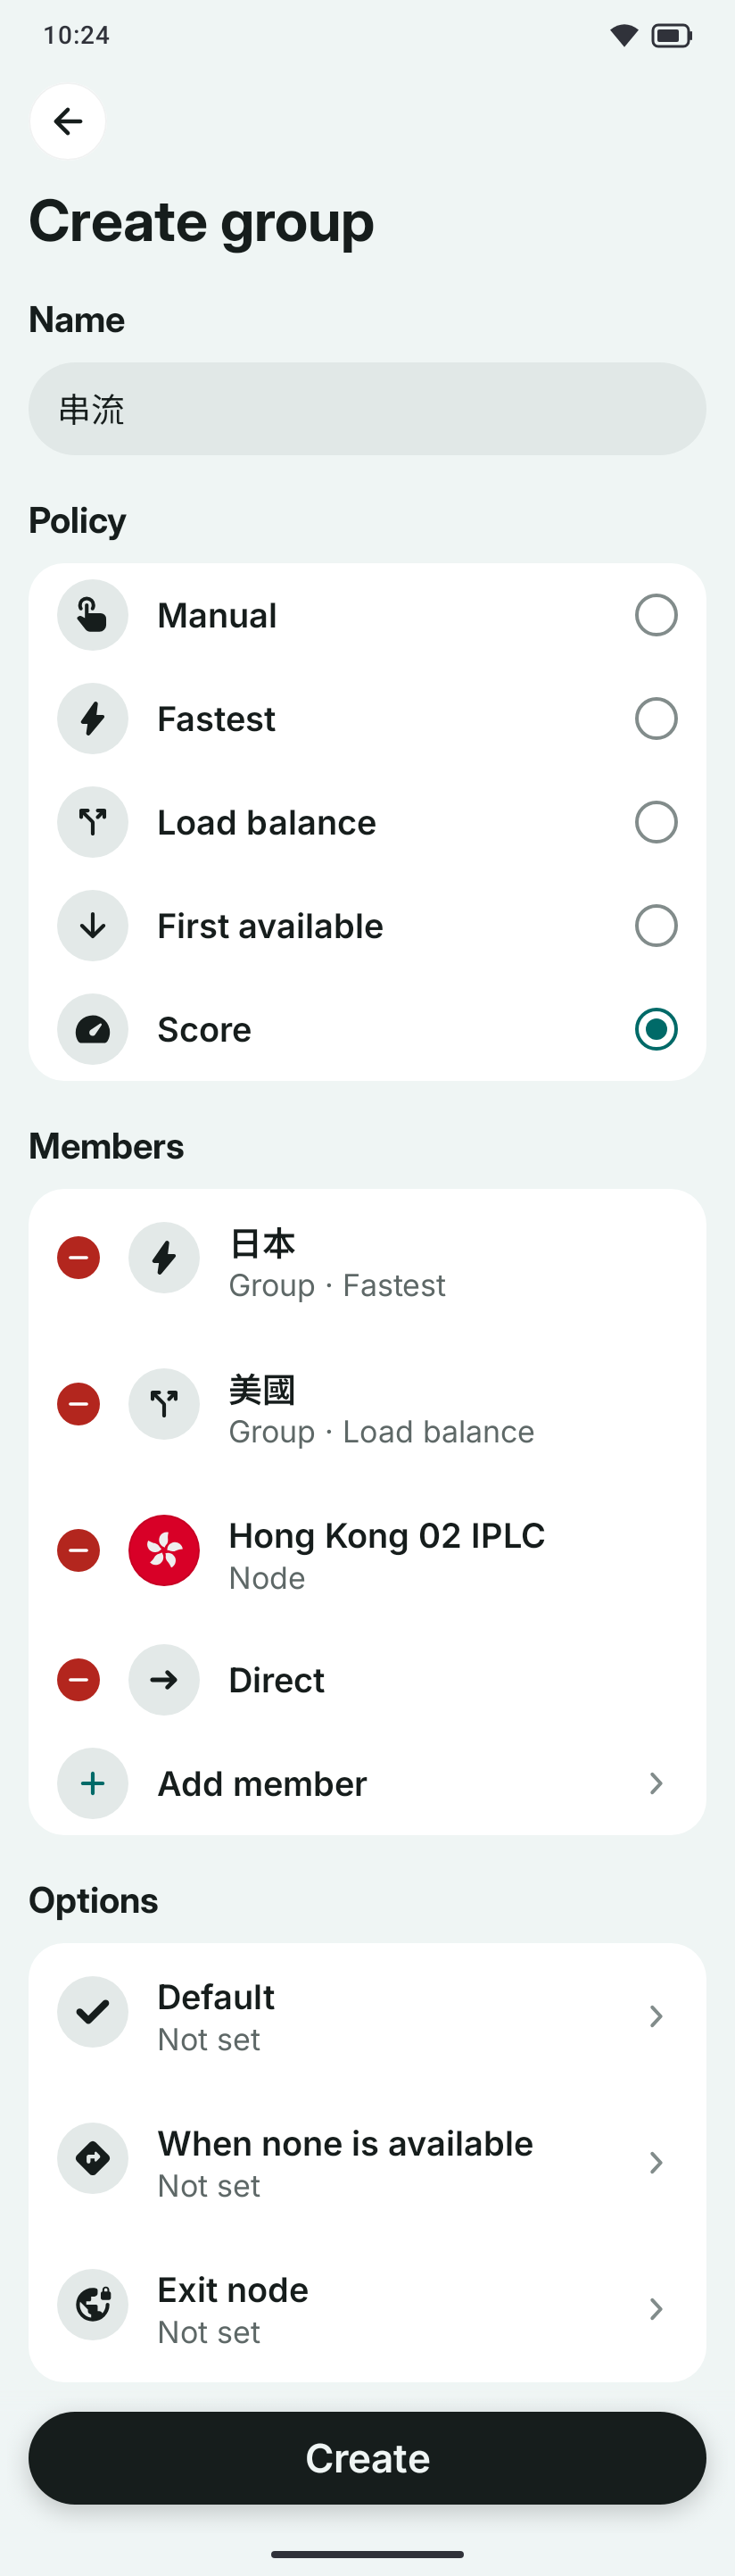 10:24
Create group
Name
串流
Policy
Manual
Fastest
Load balance
First available
Score
Members
日本
Group · Fastest
美國
Group · Load balance
Hong Kong 02 IPLC
Node
Direct
Add member
Options
Default
Not set
When none is available
Not set
Exit node
Not set
Create